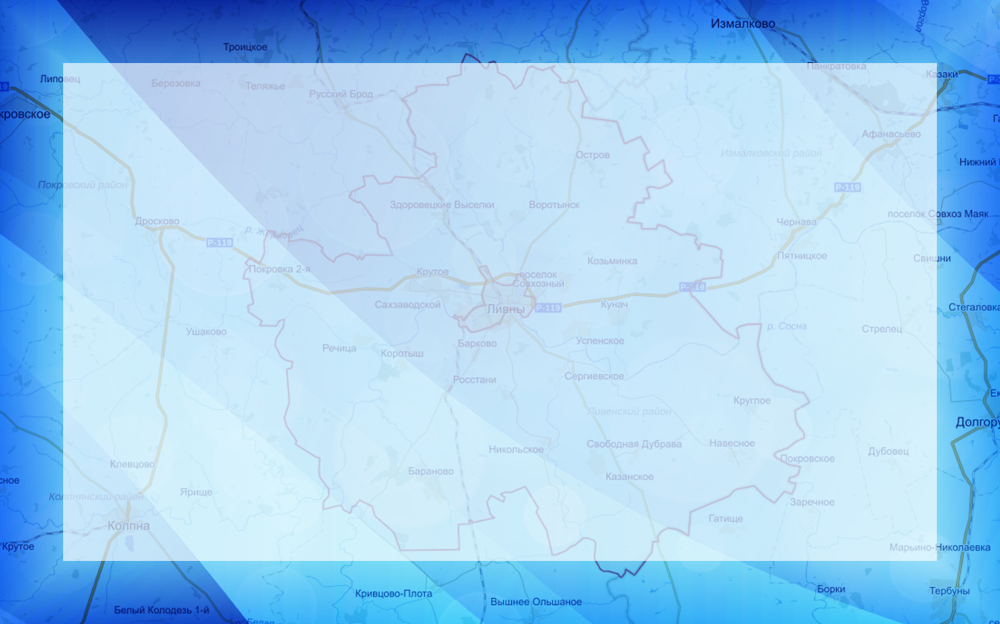 Измалково
Троицкое
Панкратовка
Казаки
Липовец
Березовка
Теляжье
Русский Брод
кровское
Афанасьево
Остров
Измалковский район
Нижний
Покровский район
Р-119
Здоровецкие Выселки
Воротынск
поселок Совхоз Маяк
Дросково
Чернава
р. Жерновец
Р-119
Пятницкое
Свишни
Козьминка
Покровка 2-я
Крутое
поселок
Совхозный
Р-119
Сахзаводской
Ливны
Р-119
Кунач
Стегаловка
р. Сосна
Стрелец
Ушаково
Речица
Коротыш
Барково
Успенское
Росстани
Сергиевское
Круглое
Ливенский район
Долгору
Никольское
Свободная Дубрава
Навесное
Дубовец
Покровское
Клевцово
Бараново
Казанское
сное
Колпнянский район
Ярище
Заречное
Колпна
Гатище
Крутое
Марьино-Николаевка
Кривцово-Плота
Борки
Тербуны
Вышнее Ольшаное
Белый Колодезь 1-й
р. Белая